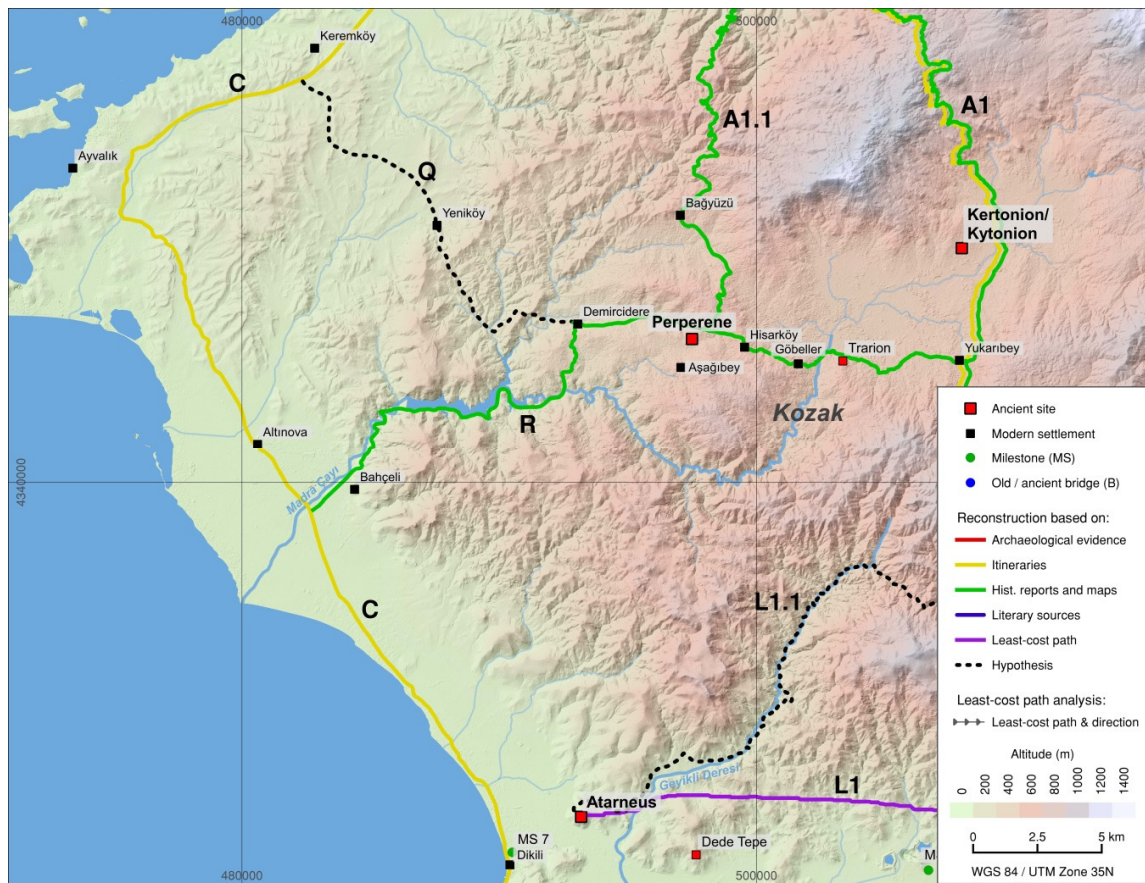 480000
500000
Keremköy
C
A1.1
A1
Ayvalık
Q
Bağyüzü
Yeniköy
Kertonion/
Kytonion
Demircidere
Perperene
Hisarköy
Göbeller
Trarion
Yukarıbey
Aşağıbey
Kozak
R
Altınova
Bahçeli
Madra Çayı
4340000
4340000
C
L1.1
Geyikli Deresi
L1
Atarneus
MS 7
Dikili
Dede Tepe
480000
500000
Ancient site
Modern settlement
Milestone (MS)
Old / ancient bridge (B)
Reconstruction based on:
Archaeological evidence
Itineraries
Hist. reports and maps
Literary sources
Least-cost path
Hypothesis
Least-cost path analysis:
Least-cost path & direction
Altitude (m)
0 200 400 600 800 1000 1200 1400
0 2.5 5 km
WGS 84 / UTM Zone 35N